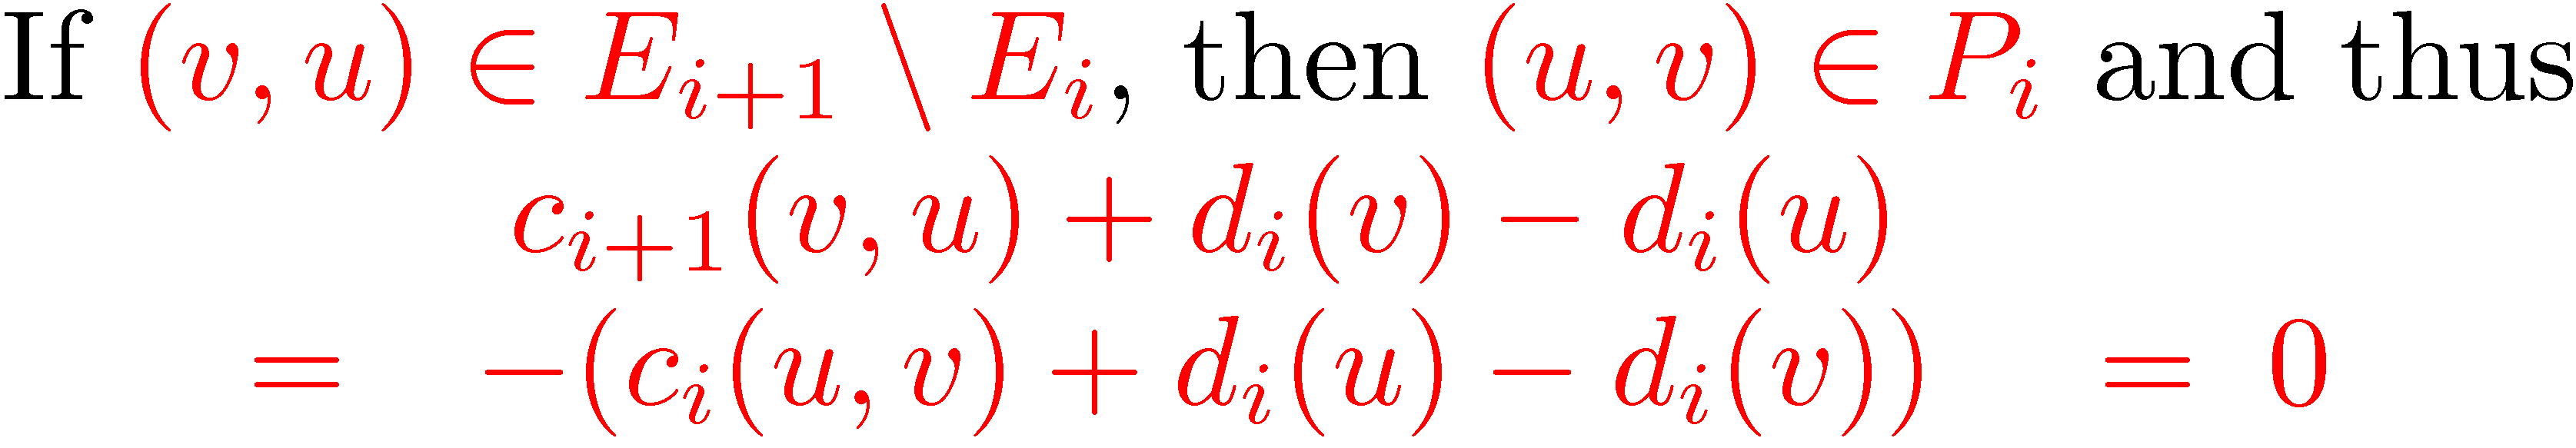 If (v, u) ∈ E_{i+1} \ E_i, then (u, v) ∈ P_i and thus
c_{i+1}(v, u) + d_i(v) − d_i(u)
= −(c_i(u, v) + d_i(u) − d_i(v)) = 0